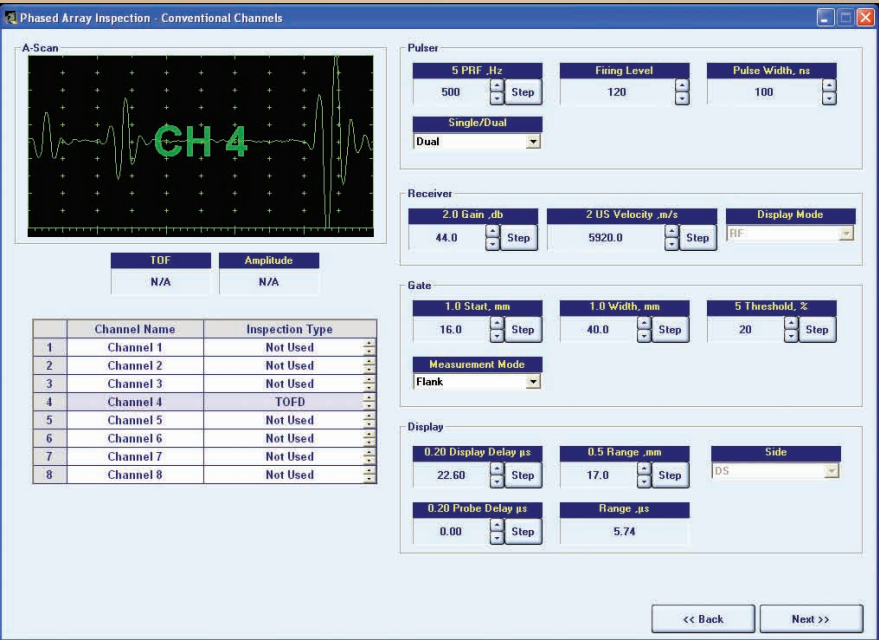 Phased Array Inspection - Conventional Channels
A-Scan
CH 4
TOF Amplitude
N/A N/A
Channel Name Inspection Type
1 Channel 1 Not Used
2 Channel 2 Not Used
3 Channel 3 Not Used
4 Channel 4 TOFD
5 Channel 5 Not Used
6 Channel 6 Not Used
7 Channel 7 Not Used
8 Channel 8 Not Used
Pulser
5 PRF ,Hz Firing Level Pulse Width, ns
500 Step 120 100
Single/Dual
Dual
Receiver
2.0 Gain ,db 2 US Velocity ,m/s Display Mode
44.0 Step 5920.0 Step RF
Gate
1.0 Start, mm 1.0 Width, mm 5 Threshold, %
16.0 Step 40.0 Step 20 Step
Measurement Mode
Flank
Display
0.20 Display Delay µs 0.5 Range ,mm Side
22.60 Step 17.0 Step DS
0.20 Probe Delay µs Range ,µs
0.00 Step 5.74
<< Back Next >>